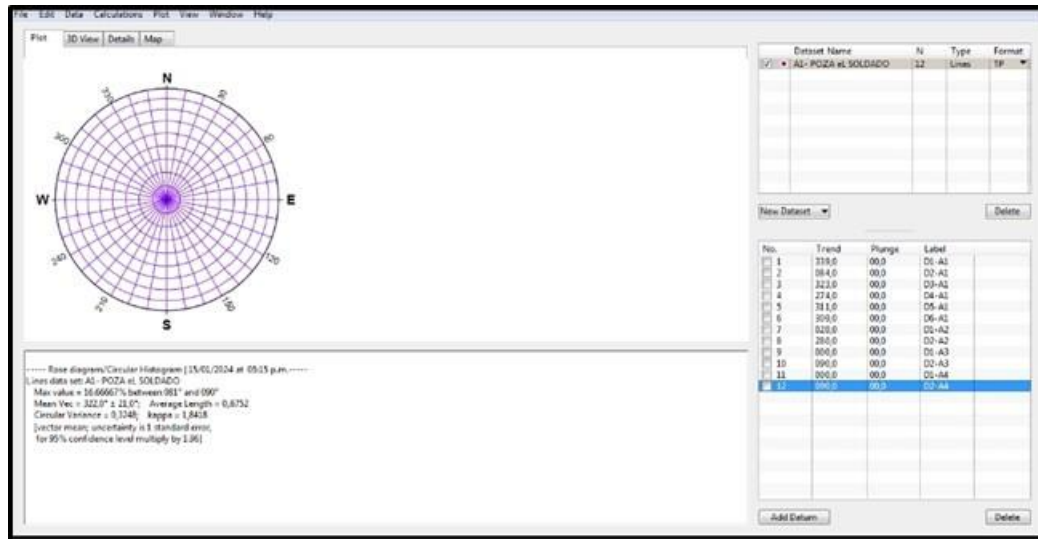 File Edit Data Calculations Plot View Window Help
Plot 3D View Details Map
N
330
30
300
60
W
E
240
120
210
150
S
----- Rose diagram/Circular Histogram [15/01/2024 at 05:15 p.m.-----
Lines data set: A1- POZA eL SOLDADO
Max value = 16.66667% between 081° and 090°
Mean Vec = 322,0° ± 21,0°; Average Length = 0,6752
Circular Variance = 0,3248; kappa = 1,8418
[vector mean; uncertainty is 1 standard error,
for 95% confidence level multiply by 1.96]
Dataset Name N Type Format
A1- POZA eL SOLDADO 12 Lines TP
New Dataset Delete
No. Trend Plunge Label
1 339,0 00,0 D1-A1
2 084,0 00,0 D2-A1
3 323,0 00,0 D3-A1
4 274,0 00,0 D4-A1
5 311,0 00,0 D5-A1
6 309,0 00,0 D6-A1
7 020,0 00,0 D1-A2
8 280,0 00,0 D2-A2
9 000,0 00,0 D1-A3
10 090,0 00,0 D2-A3
11 000,0 00,0 D1-A4
12 090,0 00,0 D2-A4
Add Datum Delete